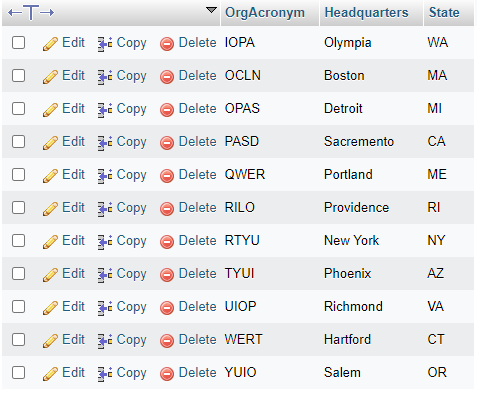 OrgAcronym Headquarters State
Edit Copy Delete IOPA Olympia WA
Edit Copy Delete OCLN Boston MA
Edit Copy Delete OPAS Detroit MI
Edit Copy Delete PASD Sacremento CA
Edit Copy Delete QWER Portland ME
Edit Copy Delete RILO Providence RI
Edit Copy Delete RTYU New York NY
Edit Copy Delete TYUI Phoenix AZ
Edit Copy Delete UIOP Richmond VA
Edit Copy Delete WERT Hartford CT
Edit Copy Delete YUIO Salem OR